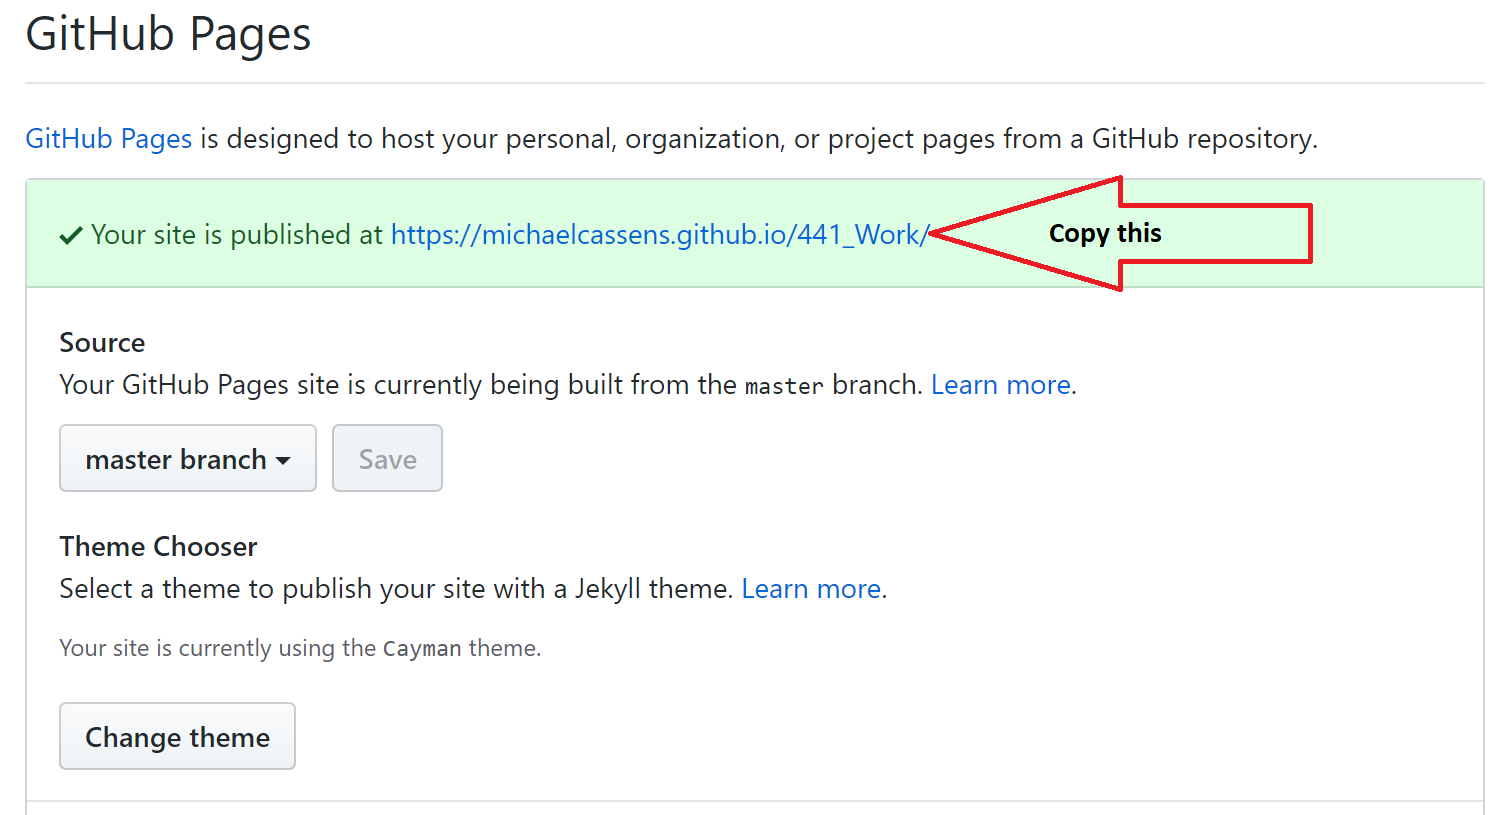 GitHub Pages
GitHub Pages is designed to host your personal, organization, or project pages from a GitHub repository.
Your site is published at https://michaelcassens.github.io/441_Work/ Copy this
Source
Your GitHub Pages site is currently being built from the master branch. Learn more.
master branch Save
Theme Chooser
Select a theme to publish your site with a Jekyll theme. Learn more.
Your site is currently using the Cayman theme.
Change theme